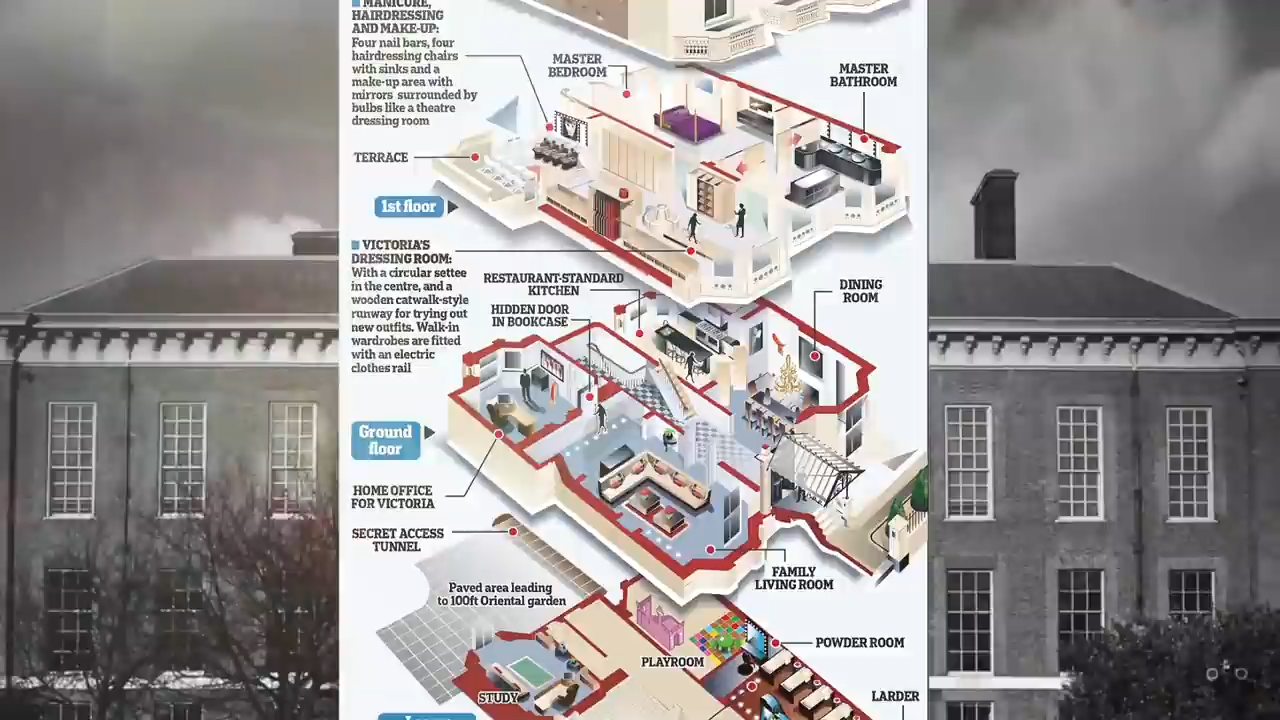 MANICURE,
HAIRDRESSING
AND MAKE-UP:
Four nail bars, four
hairdressing chairs
with sinks and a
make-up area with
mirrors surrounded by
bulbs like a theatre
dressing room
MASTER
BEDROOM
MASTER
BATHROOM
TERRACE
1st floor
VICTORIA'S
DRESSING ROOM:
With a circular settee
in the centre, and a
wooden catwalk-style
runway for trying out
new outfits. Walk-in
wardrobes are fitted
with an electric
clothes rail
RESTAURANT-STANDARD
KITCHEN
HIDDEN DOOR
IN BOOKCASE
DINING
ROOM
Ground
floor
HOME OFFICE
FOR VICTORIA
SECRET ACCESS
TUNNEL
FAMILY
LIVING ROOM
Paved area leading
to 100ft Oriental garden
POWDER ROOM
PLAYROOM
STUDY
LARDER